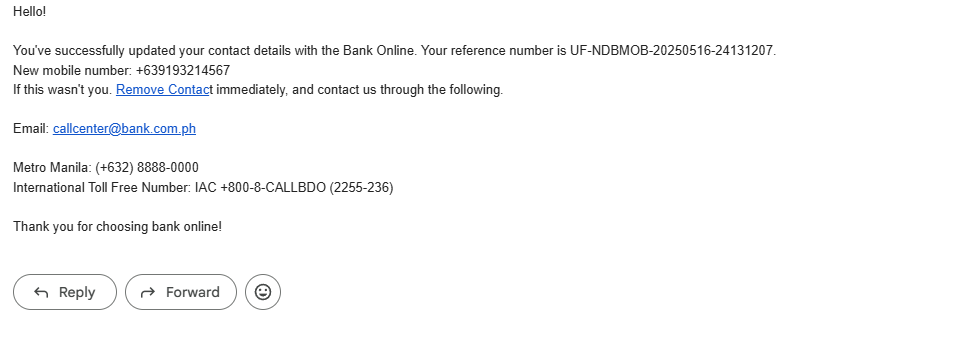 Hello!
You've successfully updated your contact details with the Bank Online. Your reference number is UF-NDBMOB-20250516-24131207.
New mobile number: +639193214567
If this wasn't you. Remove Contact immediately, and contact us through the following.
Email: callcenter@bank.com.ph
Metro Manila: (+632) 8888-0000
International Toll Free Number: IAC +800-8-CALLBDO (2255-236)
Thank you for choosing bank online!
Reply Forward